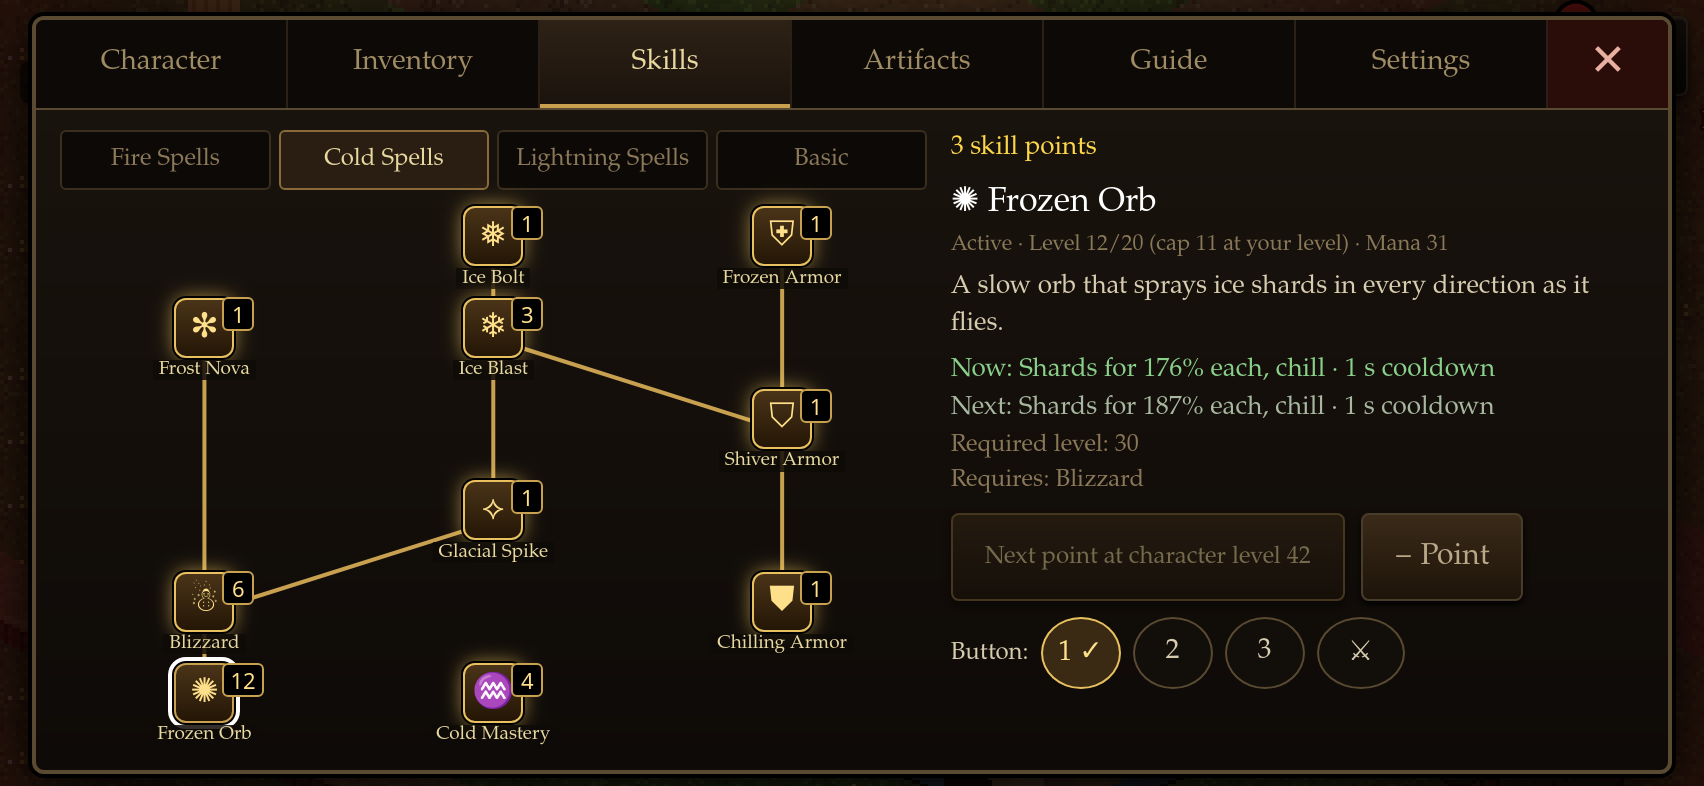 Character Inventory Skills Artifacts Guide Settings ✕
Fire Spells Cold Spells Lightning Spells Basic
1
Ice Bolt
1
Frozen Armor
1
Frost Nova
3
Ice Blast
1
Shiver Armor
1
Glacial Spike
6
Blizzard
1
Chilling Armor
12
Frozen Orb
4
Cold Mastery
3 skill points
Frozen Orb
Active · Level 12/20 (cap 11 at your level) · Mana 31
A slow orb that sprays ice shards in every direction as it
flies.
Now: Shards for 176% each, chill · 1 s cooldown
Next: Shards for 187% each, chill · 1 s cooldown
Required level: 30
Requires: Blizzard
Next point at character level 42
− Point
Button: 1 ✓ 2 3 ⚔